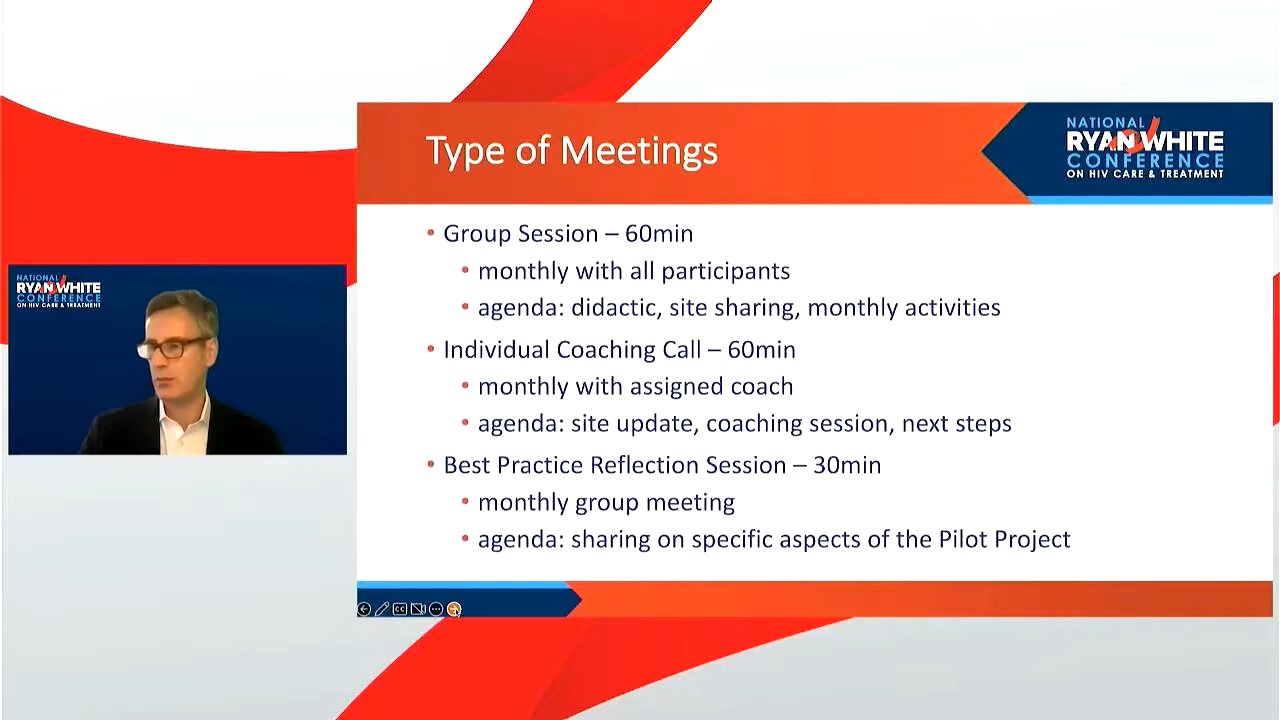 Type of Meetings
NATIONAL
RYAN WHITE
CONFERENCE
ON HIV CARE & TREATMENT
• Group Session – 60min
• monthly with all participants
• agenda: didactic, site sharing, monthly activities
• Individual Coaching Call – 60min
• monthly with assigned coach
• agenda: site update, coaching session, next steps
• Best Practice Reflection Session – 30min
• monthly group meeting
• agenda: sharing on specific aspects of the Pilot Project
NATIONAL
RYAN WHITE
CONFERENCE
ON HIV CARE & TREATMENT
CC